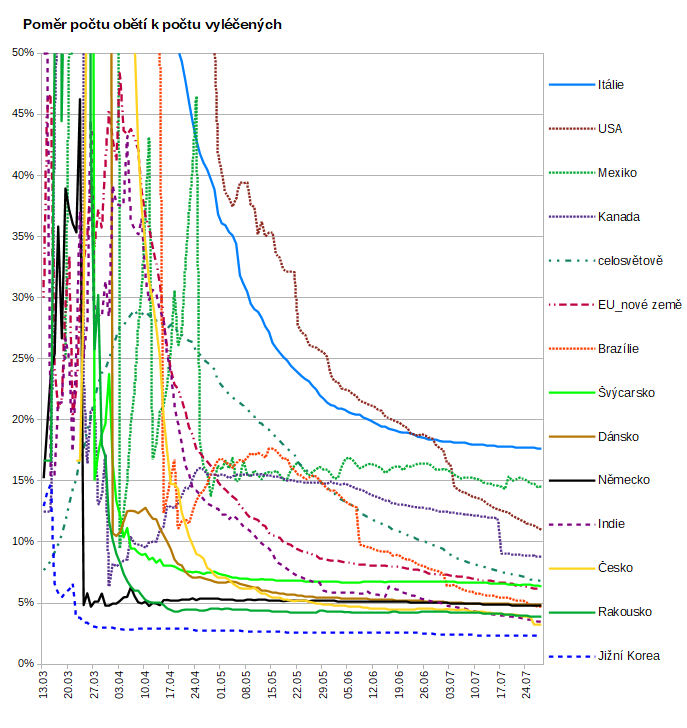 Poměr počtu obětí k počtu vyléčených
50%
45%
40%
35%
30%
25%
20%
15%
10%
5%
0%
13.03
20.03
27.03
03.04
10.04
17.04
24.04
01.05
08.05
15.05
22.05
29.05
05.06
12.06
19.06
26.06
03.07
10.07
17.07
24.07
Itálie
USA
Mexiko
Kanada
celosvětově
EU_nové země
Brazílie
Švýcarsko
Dánsko
Německo
Indie
Česko
Rakousko
Jižní Korea